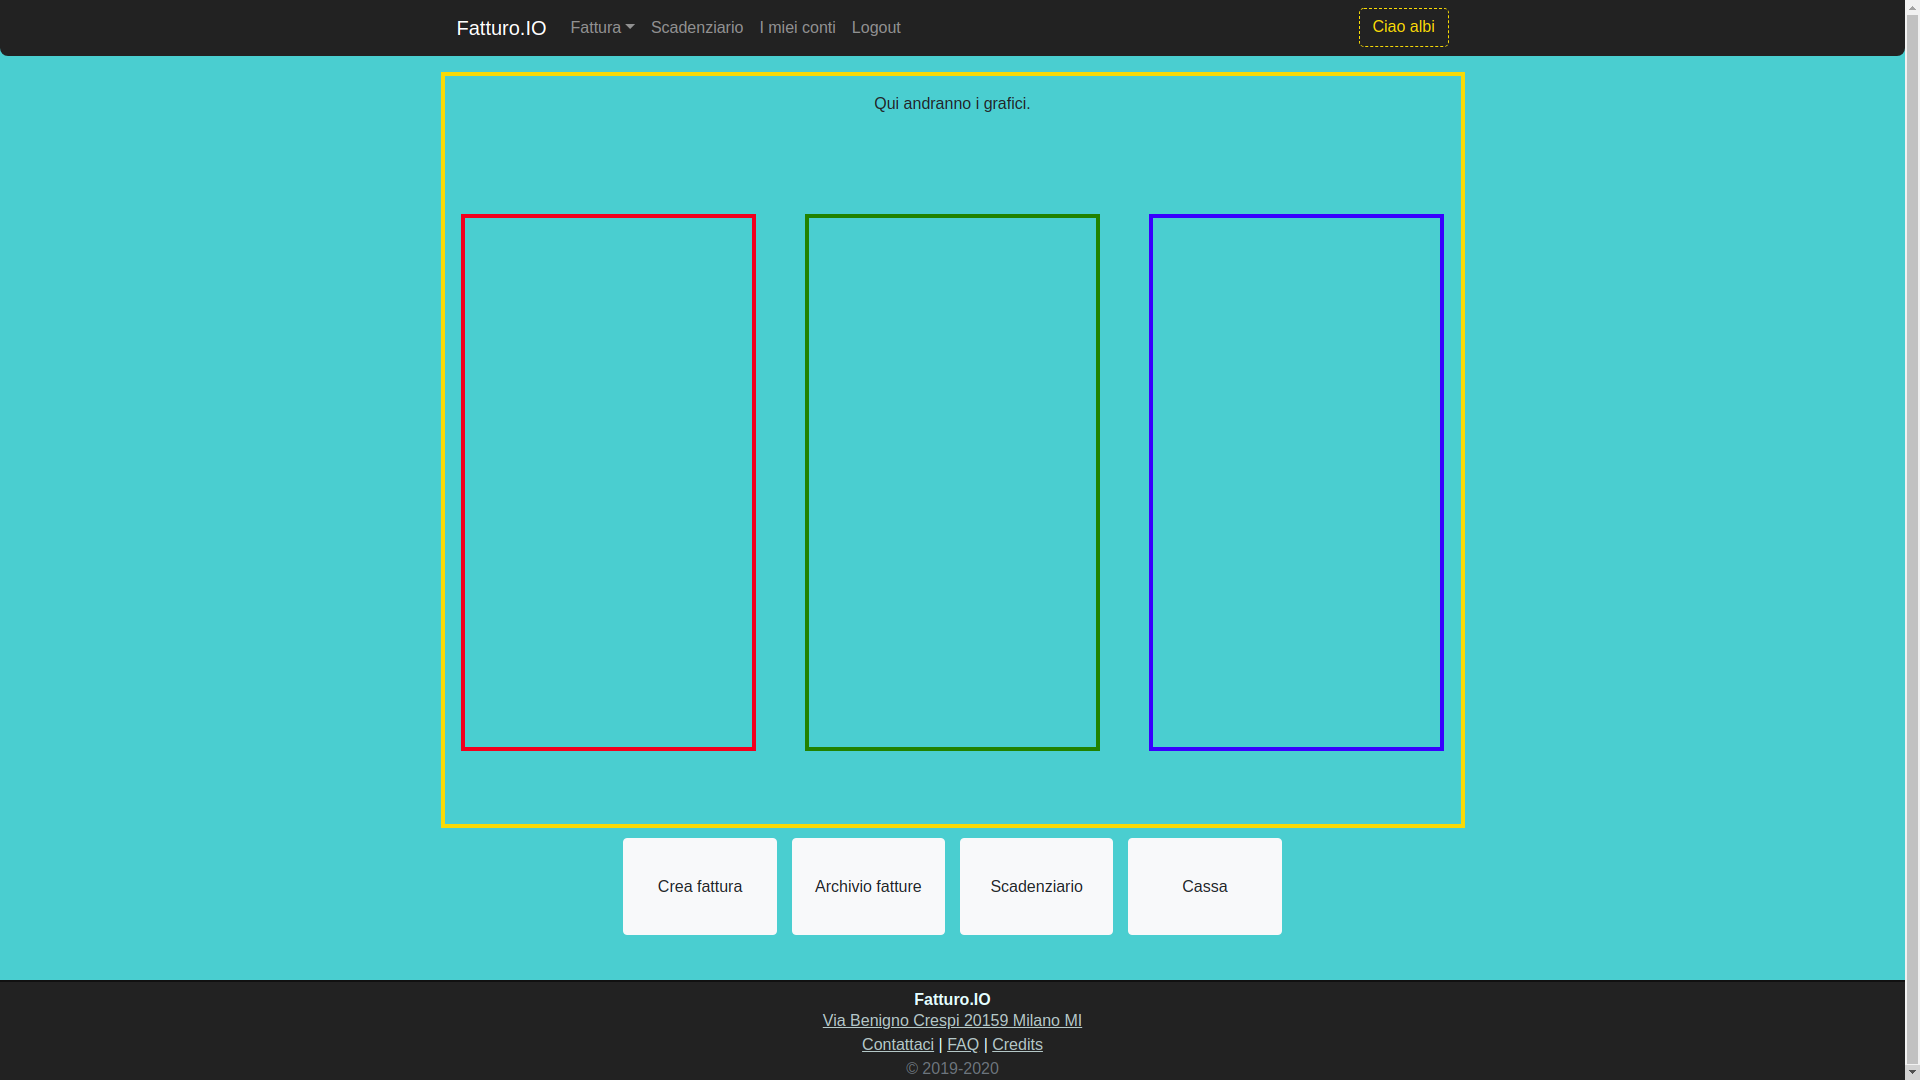 Fatturo.IO Fattura Scadenziario I miei conti Logout Ciao albi
Qui andranno i grafici.
Crea fattura Archivio fatture Scadenziario Cassa
Fatturo.IO
Via Benigno Crespi 20159 Milano MI
Contattaci | FAQ | Credits
© 2019-2020